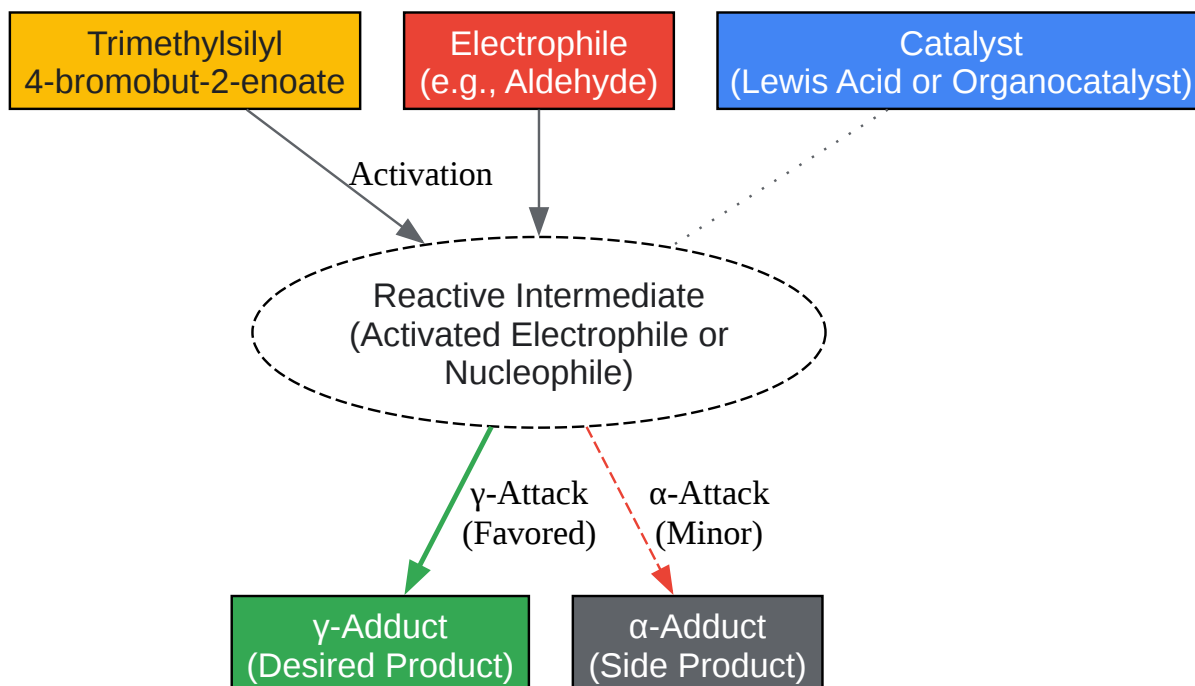 Trimethylsilyl
4-bromobut-2-enoate
Electrophile
(e.g., Aldehyde)
Catalyst
(Lewis Acid or Organocatalyst)
Activation
Reactive Intermediate
(Activated Electrophile or
Nucleophile)
γ-Attack
(Favored)
α-Attack
(Minor)
γ-Adduct
(Desired Product)
α-Adduct
(Side Product)